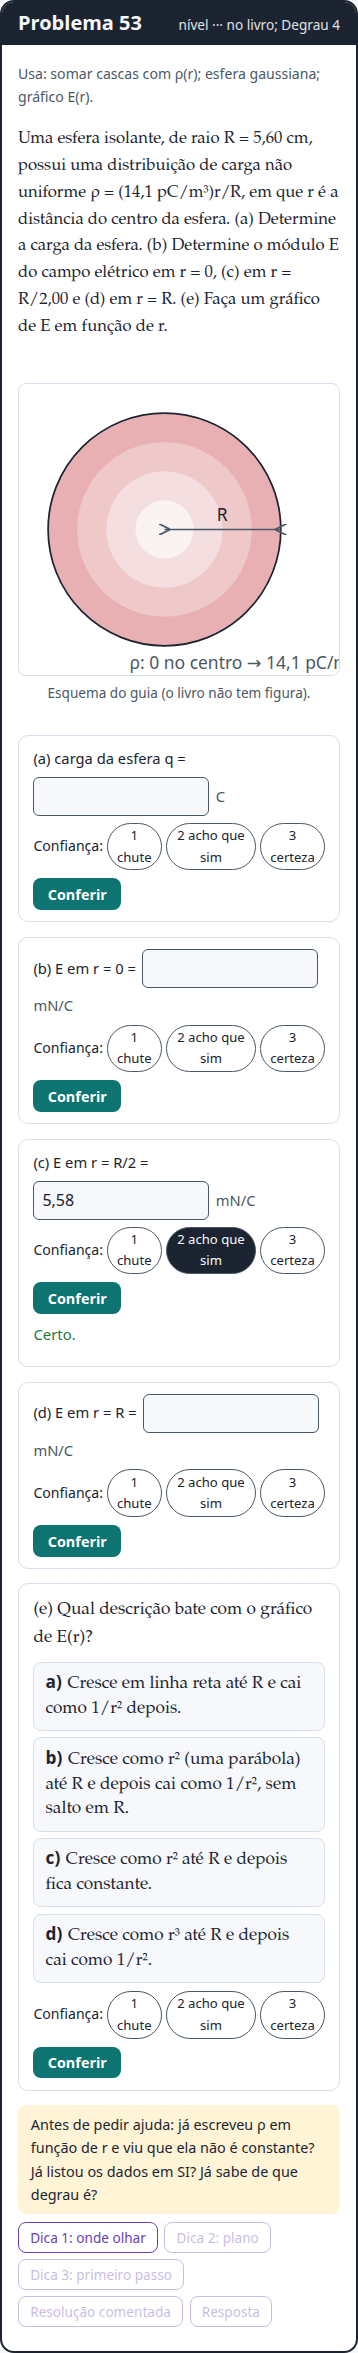 Problema 53
nível ··· no livro; Degrau 4
Usa: somar cascas com ρ(r); esfera gaussiana;
gráfico E(r).
Uma esfera isolante, de raio R = 5,60 cm,
possui uma distribuição de carga não
uniforme ρ = (14,1 pC/m³)r/R, em que r é a
distância do centro da esfera. (a) Determine
a carga da esfera. (b) Determine o módulo E
do campo elétrico em r = 0, (c) em r =
R/2,00 e (d) em r = R. (e) Faça um gráfico
de E em função de r.
R
ρ: 0 no centro → 14,1 pC/r
Esquema do guia (o livro não tem figura).
(a) carga da esfera q =
C
Confiança:
1
chute
2 acho que
sim
3
certeza
Conferir
(b) E em r = 0 =
mN/C
Confiança:
1
chute
2 acho que
sim
3
certeza
Conferir
(c) E em r = R/2 =
5,58
mN/C
Confiança:
1
chute
2 acho que
sim
3
certeza
Conferir
Certo.
(d) E em r = R =
mN/C
Confiança:
1
chute
2 acho que
sim
3
certeza
Conferir
(e) Qual descrição bate com o gráfico
de E(r)?
a) Cresce em linha reta até R e cai
como 1/r² depois.
b) Cresce como r² (uma parábola)
até R e depois cai como 1/r², sem
salto em R.
c) Cresce como r² até R e depois
fica constante.
d) Cresce como r³ até R e depois
cai como 1/r².
Confiança:
1
chute
2 acho que
sim
3
certeza
Conferir
Antes de pedir ajuda: já escreveu ρ em
função de r e viu que ela não é constante?
Já listou os dados em SI? Já sabe de que
degrau é?
Dica 1: onde olhar
Dica 2: plano
Dica 3: primeiro passo
Resolução comentada
Resposta